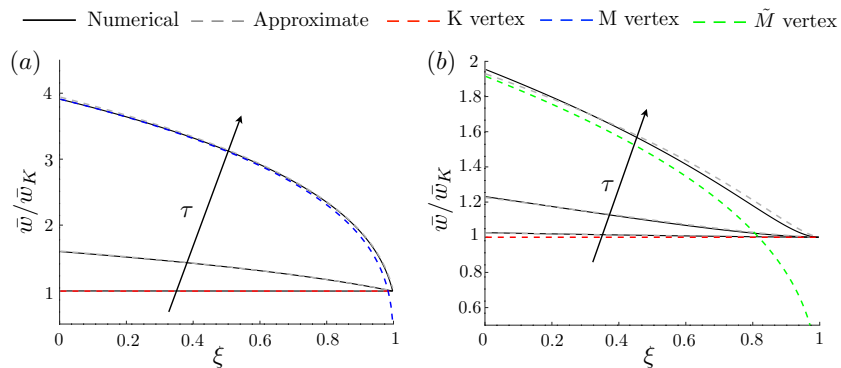 Numerical Approximate K vertex M vertex M̃ vertex
(a)
w̄/w̄_K
4
3
2
1
τ
0 0.2 0.4 0.6 0.8 1
ξ
(b)
w̄/w̄_K
2
1.8
1.6
1.4
1.2
1
0.8
0.6
τ
0 0.2 0.4 0.6 0.8 1
ξ